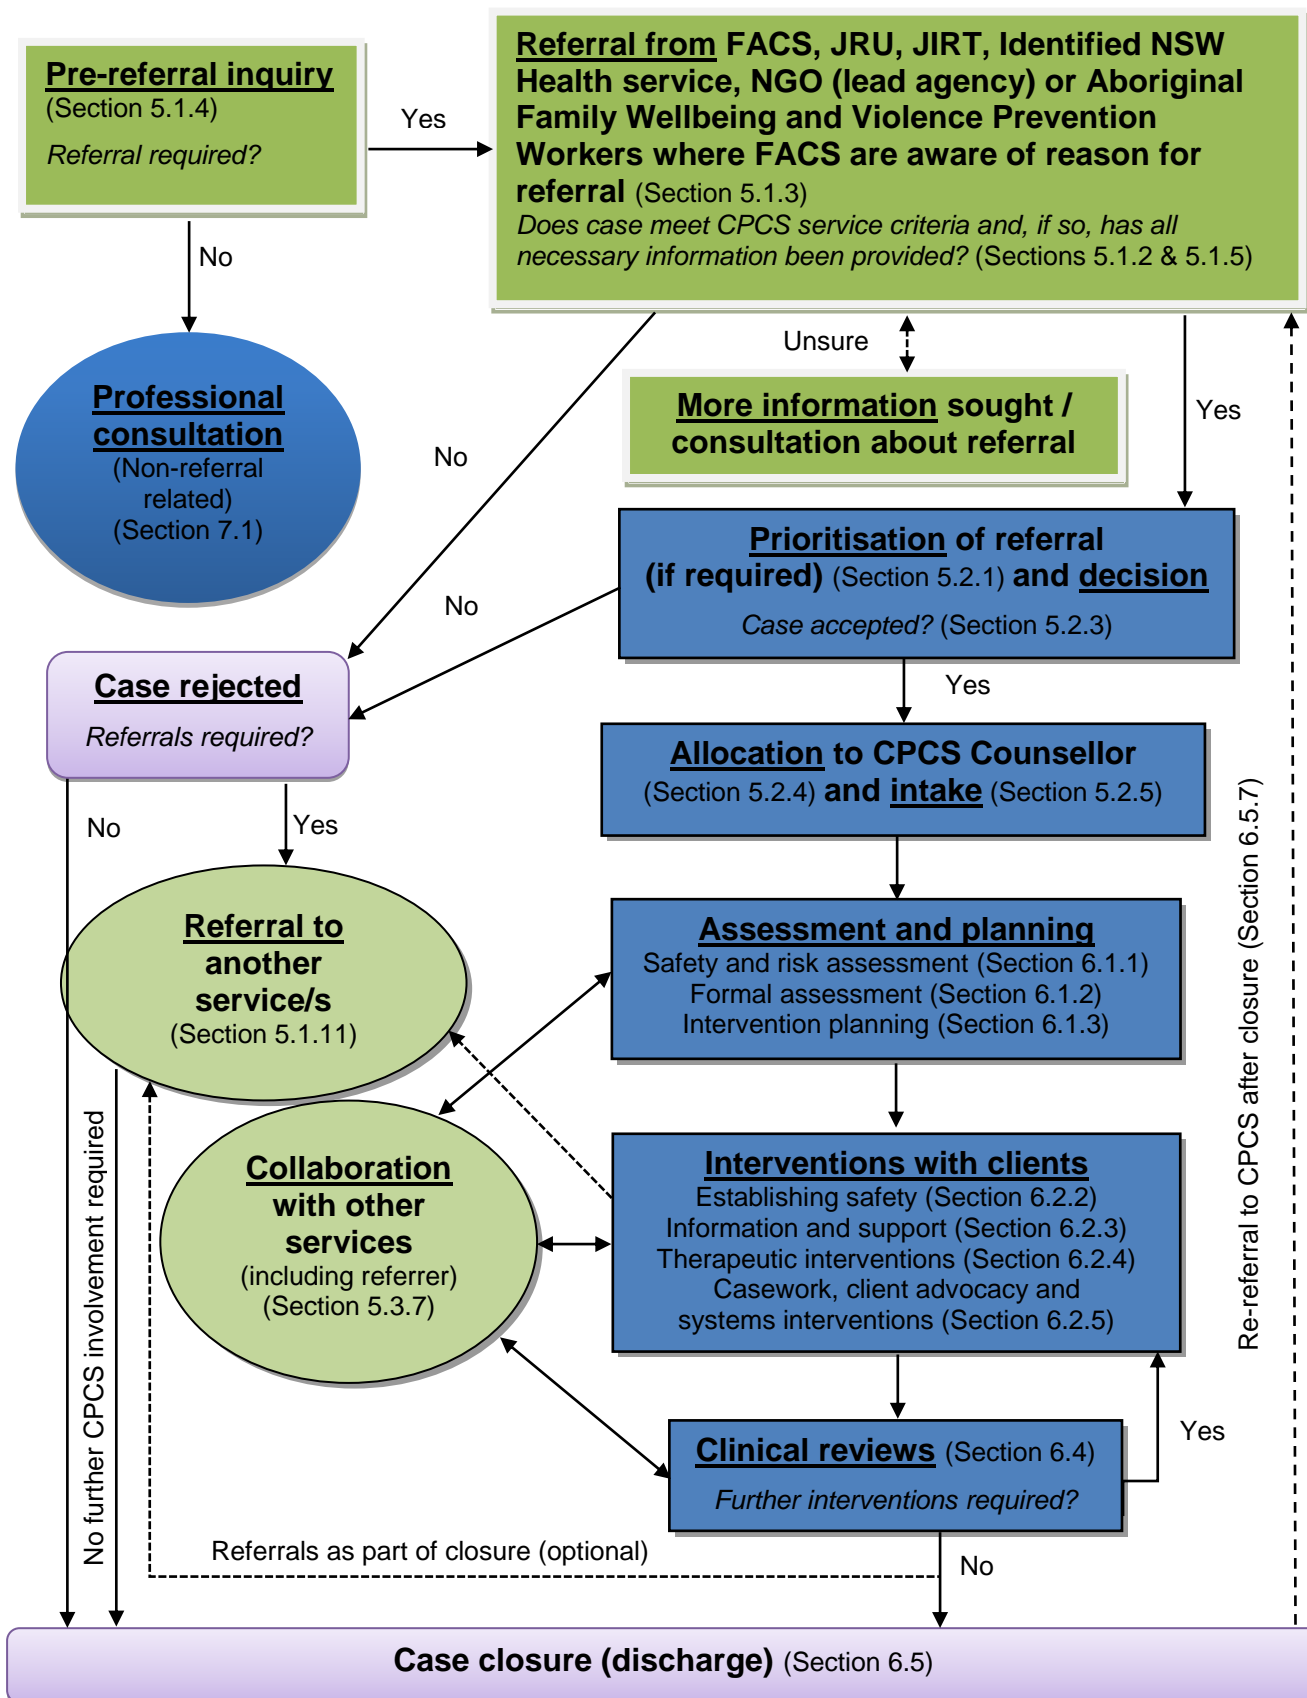 Pre-referral inquiry
(Section 5.1.4)
Referral required?
Yes
Referral from FACS, JRU, JIRT, Identified NSW
Health service, NGO (lead agency) or Aboriginal
Family Wellbeing and Violence Prevention
Workers where FACS are aware of reason for
referral (Section 5.1.3)
Does case meet CPCS service criteria and, if so, has all
necessary information been provided? (Sections 5.1.2 & 5.1.5)
No
Professional
consultation
(Non-referral
related)
(Section 7.1)
Unsure
More information sought /
consultation about referral
Yes
No
Prioritisation of referral
(if required) (Section 5.2.1) and decision
Case accepted? (Section 5.2.3)
No
Case rejected
Referrals required?
Yes
Allocation to CPCS Counsellor
(Section 5.2.4) and intake (Section 5.2.5)
No
Yes
Referral to
another
service/s
(Section 5.1.11)
Assessment and planning
Safety and risk assessment (Section 6.1.1)
Formal assessment (Section 6.1.2)
Intervention planning (Section 6.1.3)
Re-referral to CPCS after closure (Section 6.5.7)
No further CPCS involvement required
Collaboration
with other
services
(including referrer)
(Section 5.3.7)
Interventions with clients
Establishing safety (Section 6.2.2)
Information and support (Section 6.2.3)
Therapeutic interventions (Section 6.2.4)
Casework, client advocacy and
systems interventions (Section 6.2.5)
Clinical reviews (Section 6.4)
Further interventions required?
Yes
Referrals as part of closure (optional)
No
Case closure (discharge) (Section 6.5)